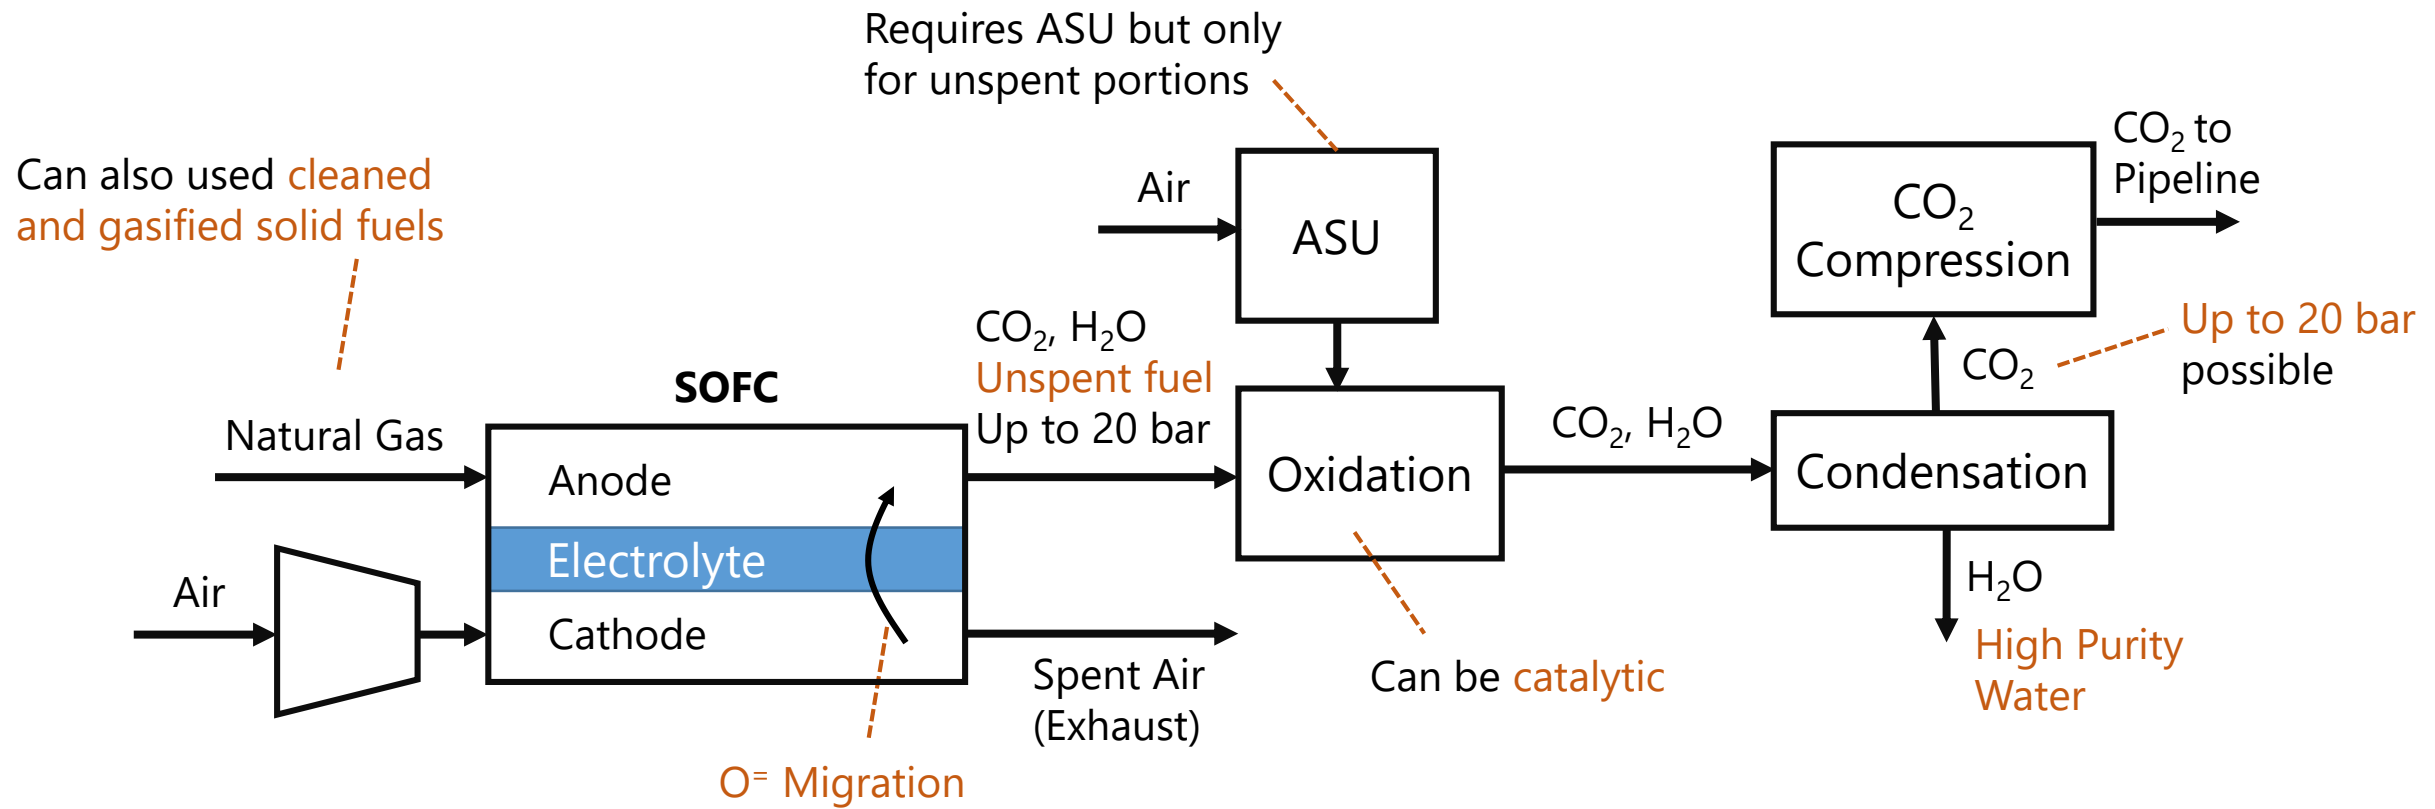 Requires ASU but only
for unspent portions
Can also used cleaned
and gasified solid fuels
Air
ASU
CO₂ to
Pipeline
CO₂
Compression
Up to 20 bar
possible
CO₂
CO₂, H₂O
Unspent fuel
Up to 20 bar
SOFC
Natural Gas
Anode
Electrolyte
Cathode
Air
Oxidation
CO₂, H₂O
Condensation
H₂O
High Purity
Water
Can be catalytic
Spent Air
(Exhaust)
O⁼ Migration